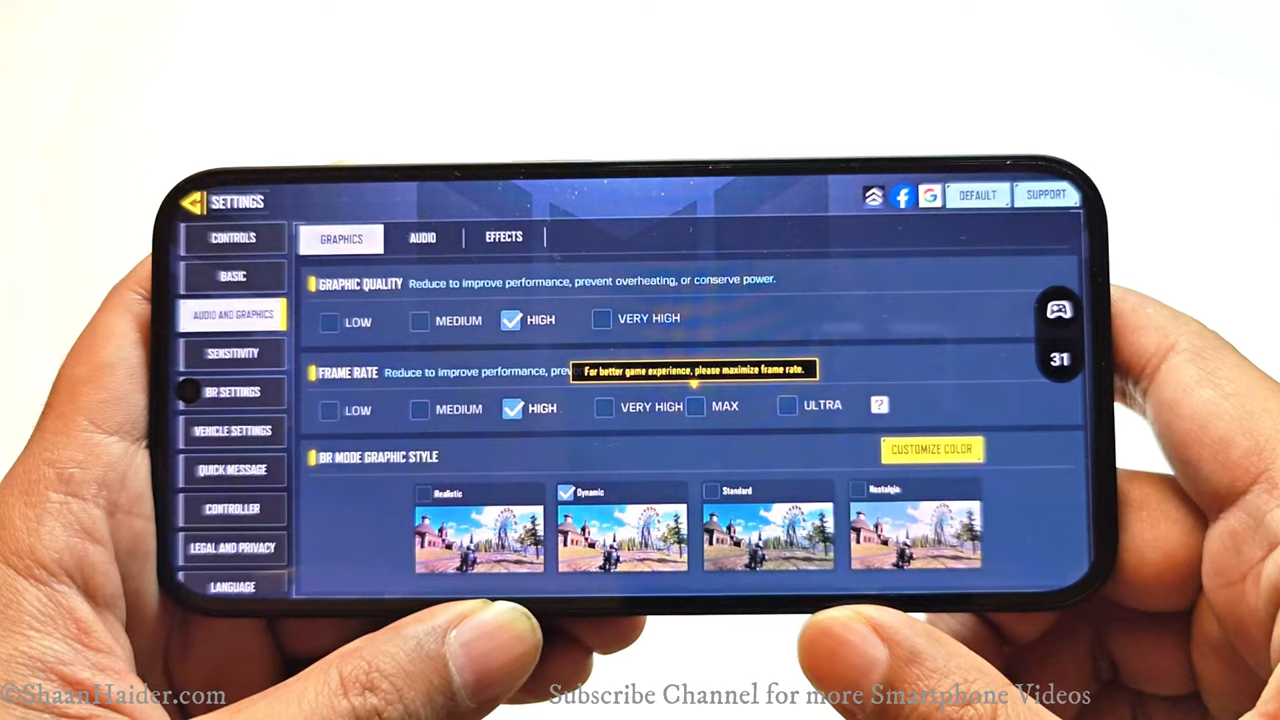 SETTINGS
DEFAULT
SUPPORT
CONTROLS
BASIC
AUDIO AND GRAPHICS
SENSITIVITY
BR SETTINGS
VEHICLE SETTINGS
QUICK MESSAGE
CONTROLLER
LEGAL AND PRIVACY
LANGUAGE
GRAPHICS AUDIO EFFECTS
GRAPHIC QUALITY Reduce to improve performance, prevent overheating, or conserve power.
LOW MEDIUM HIGH VERY HIGH
FRAME RATE Reduce to improve performance, prev
For better game experience, please maximize frame rate.
LOW MEDIUM HIGH VERY HIGH MAX ULTRA ?
BR MODE GRAPHIC STYLE
CUSTOMIZE COLOR
Realistic Dynamic Standard Nostalgia
31
©ShaanHaider.com
Subscribe Channel for more Smartphone Videos